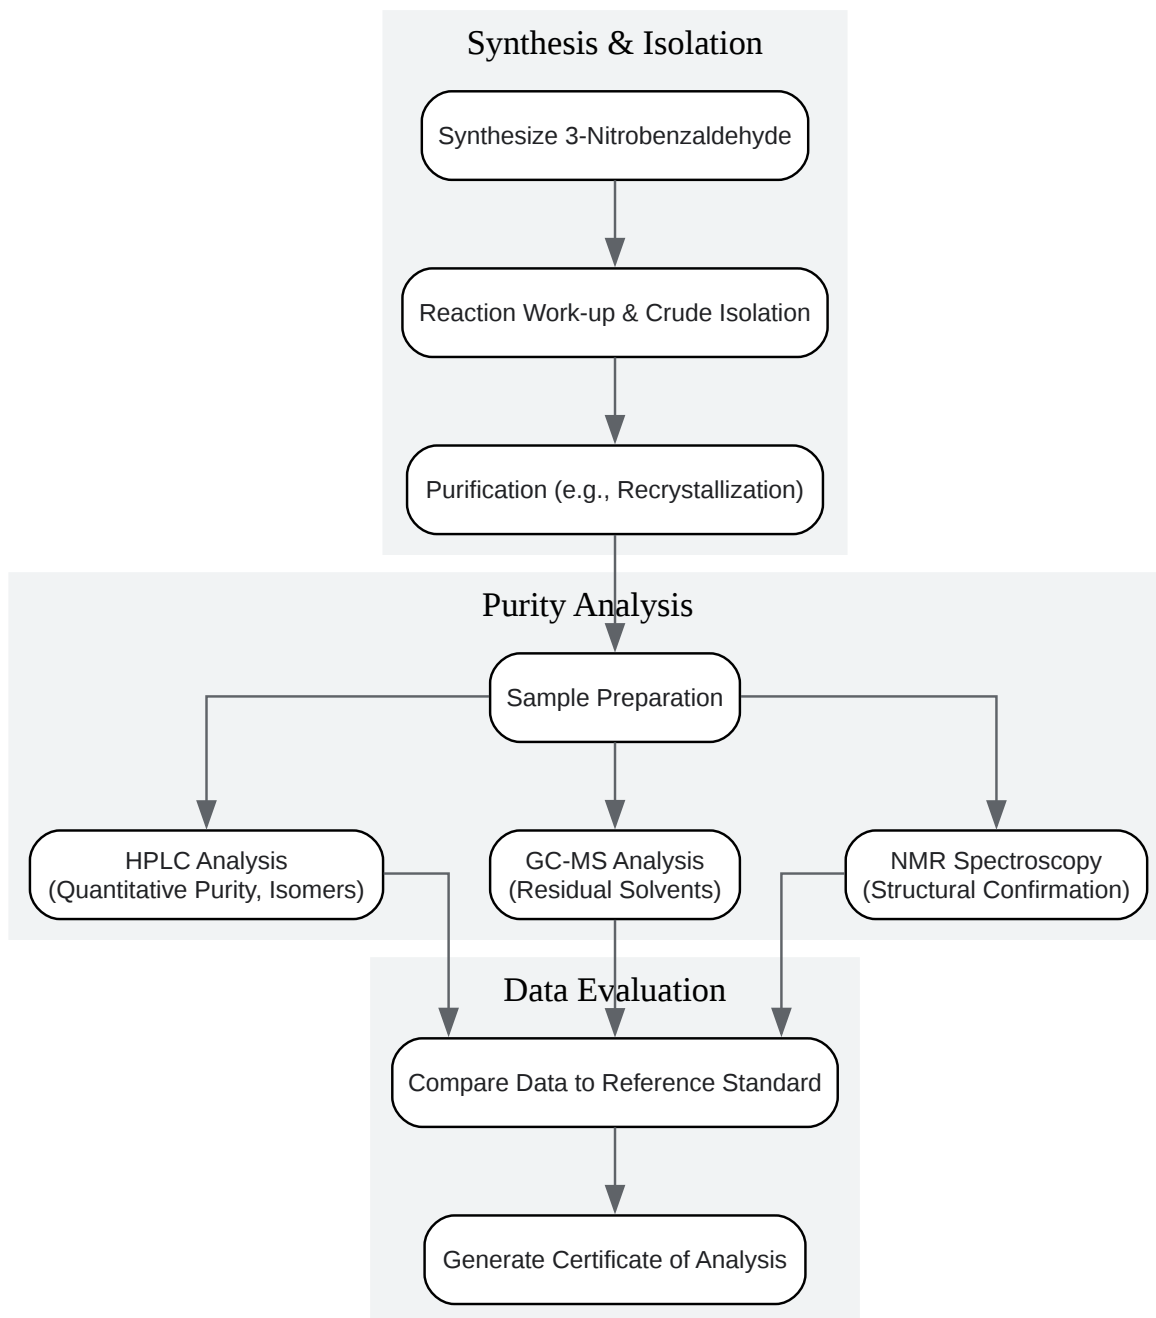 Synthesis & Isolation
Synthesize 3-Nitrobenzaldehyde
Reaction Work-up & Crude Isolation
Purification (e.g., Recrystallization)
Purity Analysis
Sample Preparation
HPLC Analysis
(Quantitative Purity, Isomers)
GC-MS Analysis
(Residual Solvents)
NMR Spectroscopy
(Structural Confirmation)
Data Evaluation
Compare Data to Reference Standard
Generate Certificate of Analysis